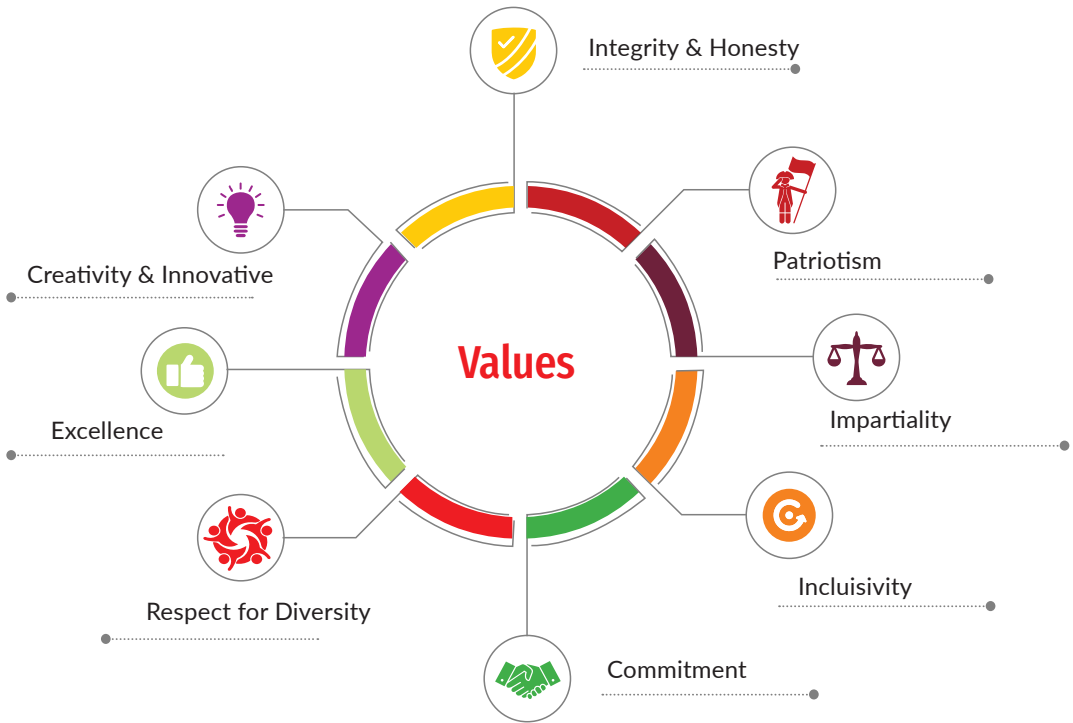 Integrity & Honesty
Patriotism
Creativity & Innovative
Values
Impartiality
Excellence
Incluisivity
Respect for Diversity
Commitment